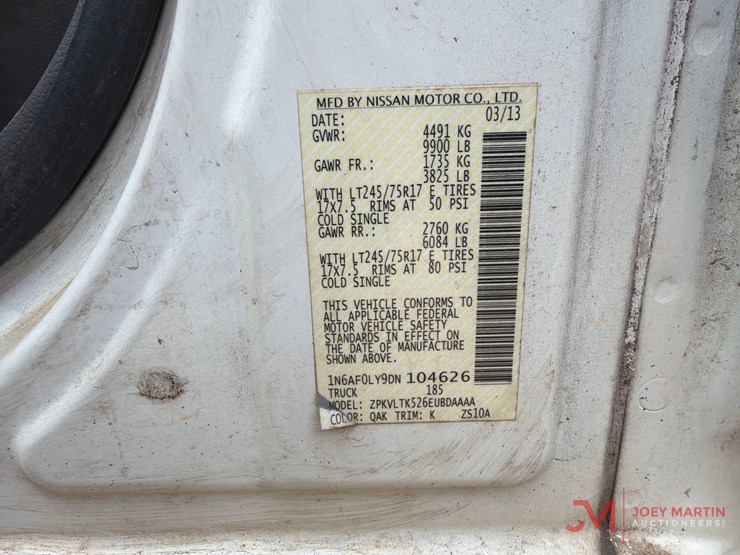 MFD BY NISSAN MOTOR CO., LTD.
DATE: 03/13
GVWR: 4491 KG
9900 LB
GAWR FR.: 1735 KG
3825 LB
WITH LT245/75R17 E TIRES
17X7.5 RIMS AT 50 PSI
COLD SINGLE
GAWR RR.: 2760 KG
6084 LB
WITH LT245/75R17 E TIRES
17X7.5 RIMS AT 80 PSI
COLD SINGLE
THIS VEHICLE CONFORMS TO
ALL APPLICABLE FEDERAL
MOTOR VEHICLE SAFETY
STANDARDS IN EFFECT ON
THE DATE OF MANUFACTURE
SHOWN ABOVE.
1N6AF0LY9DN 104626
TRUCK 185
MODEL: ZPKVLTK526EUBDAAAA
COLOR: QAK TRIM: K ZS10A
JM JOEY MARTIN
AUCTIONEERS!